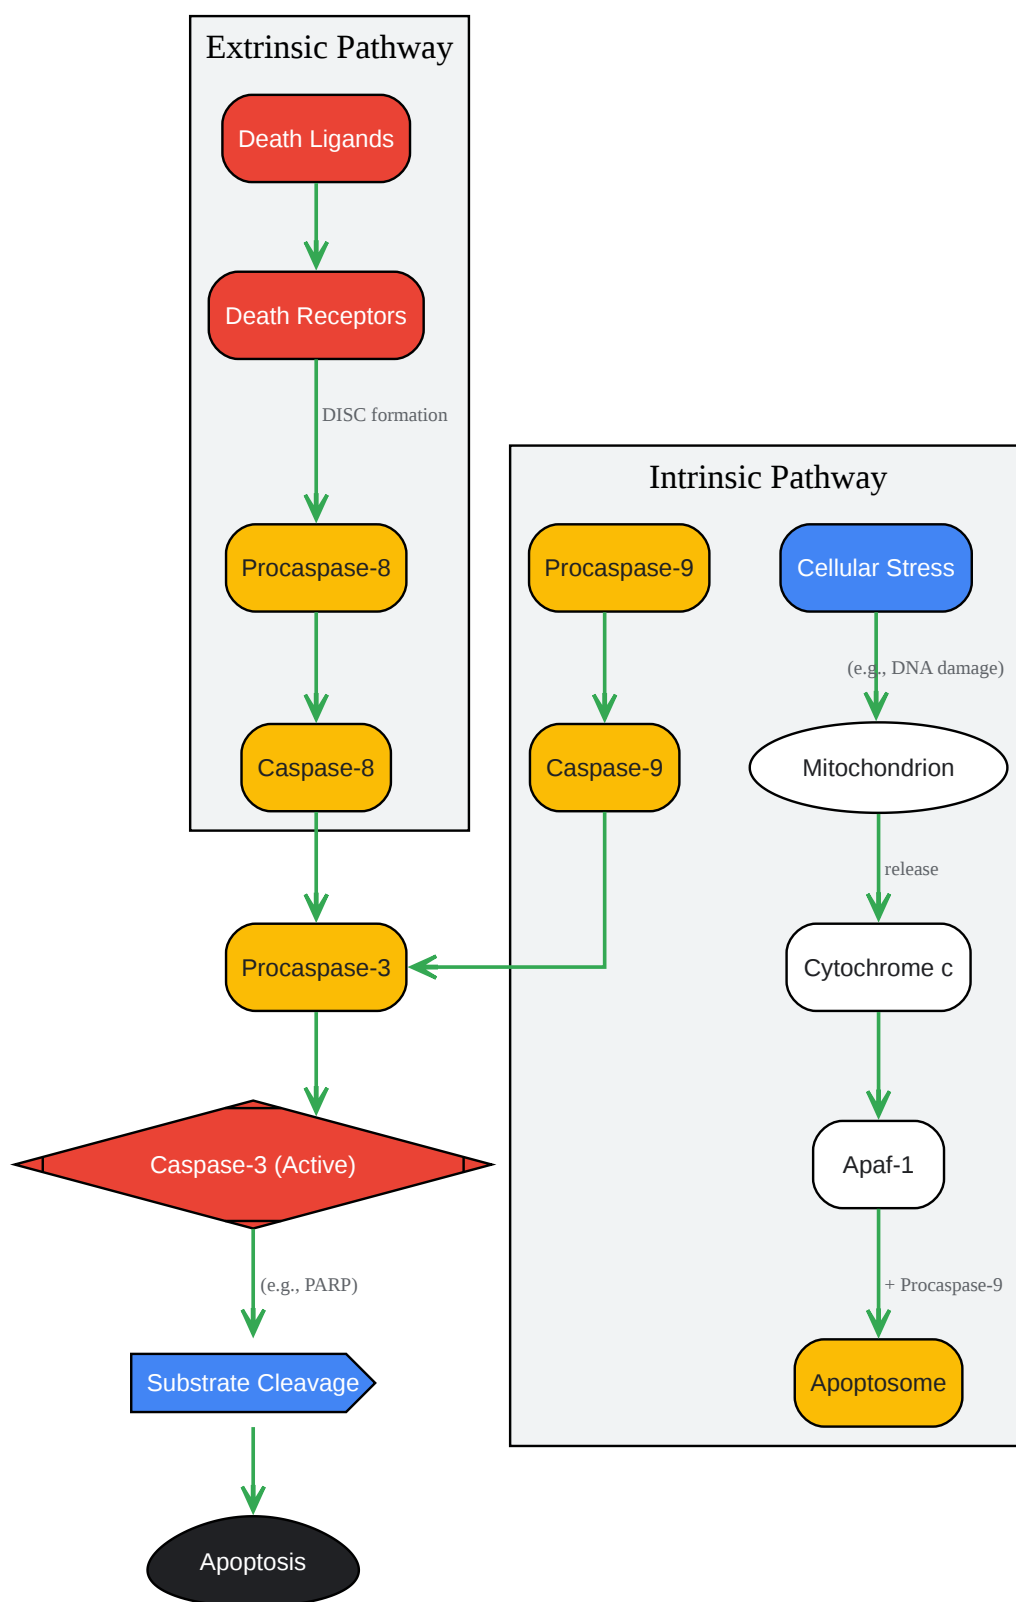 Extrinsic Pathway
Death Ligands
Death Receptors
DISC formation
Procaspase-8
Caspase-8
Intrinsic Pathway
Procaspase-9
Cellular Stress
(e.g., DNA damage)
Caspase-9
Mitochondrion
release
Procaspase-3
Cytochrome c
Caspase-3 (Active)
Apaf-1
(e.g., PARP)
+ Procaspase-9
Substrate Cleavage
Apoptosome
Apoptosis